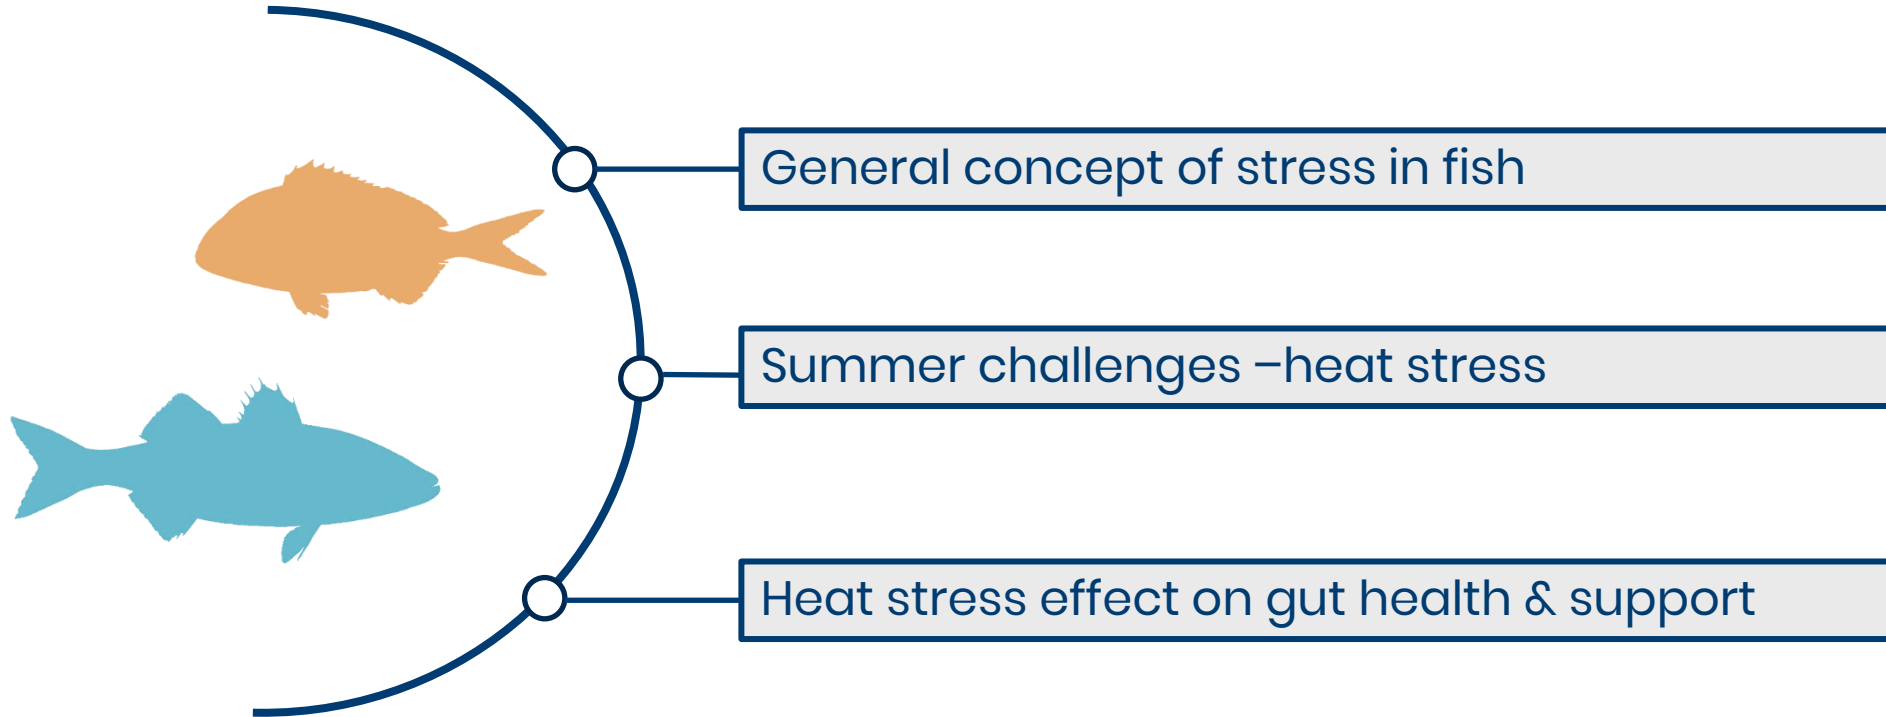 General concept of stress in fish
Summer challenges –heat stress
Heat stress effect on gut health & support